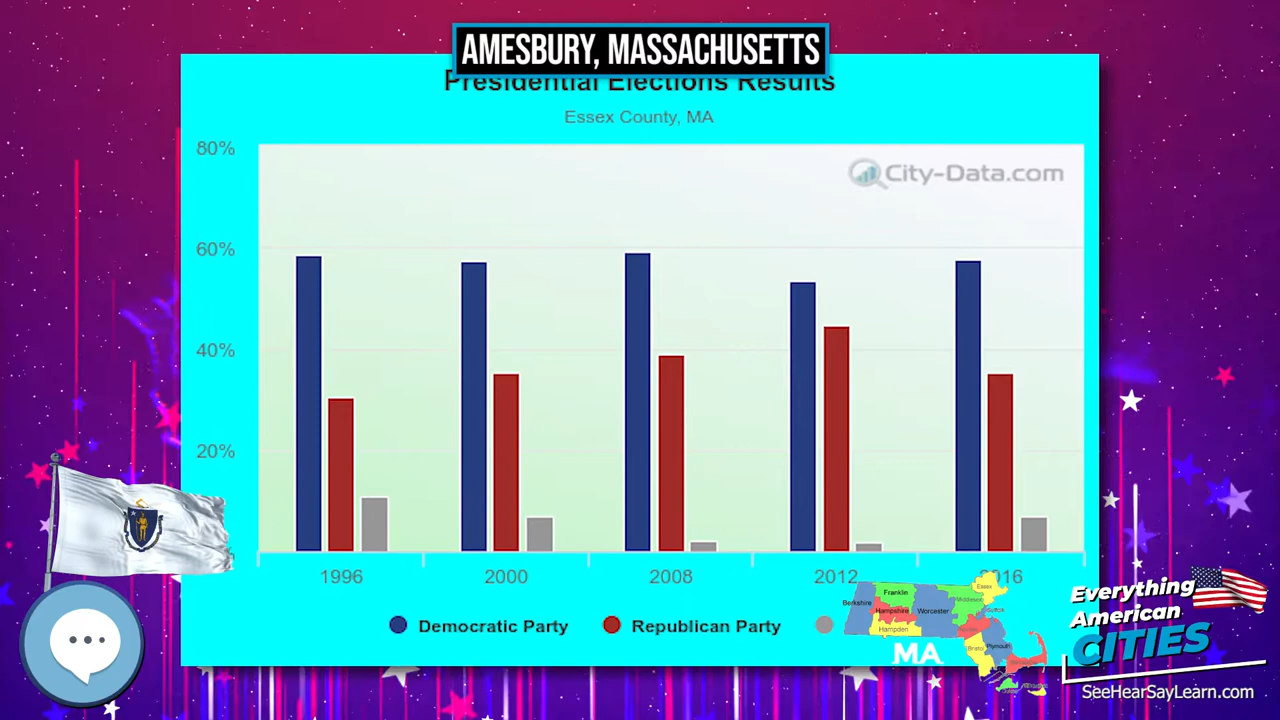 AMESBURY, MASSACHUSETTS
Presidential Elections Results
Essex County, MA
80%
City-Data.com
60%
40%
20%
1996 2000 2008 2012 2016
Democratic Party Republican Party
Berkshire Franklin Hampshire Hampden Worcester Middlesex Essex Suffolk Plymouth
MA
Everything
American
CITIES
SeeHearSayLearn.com